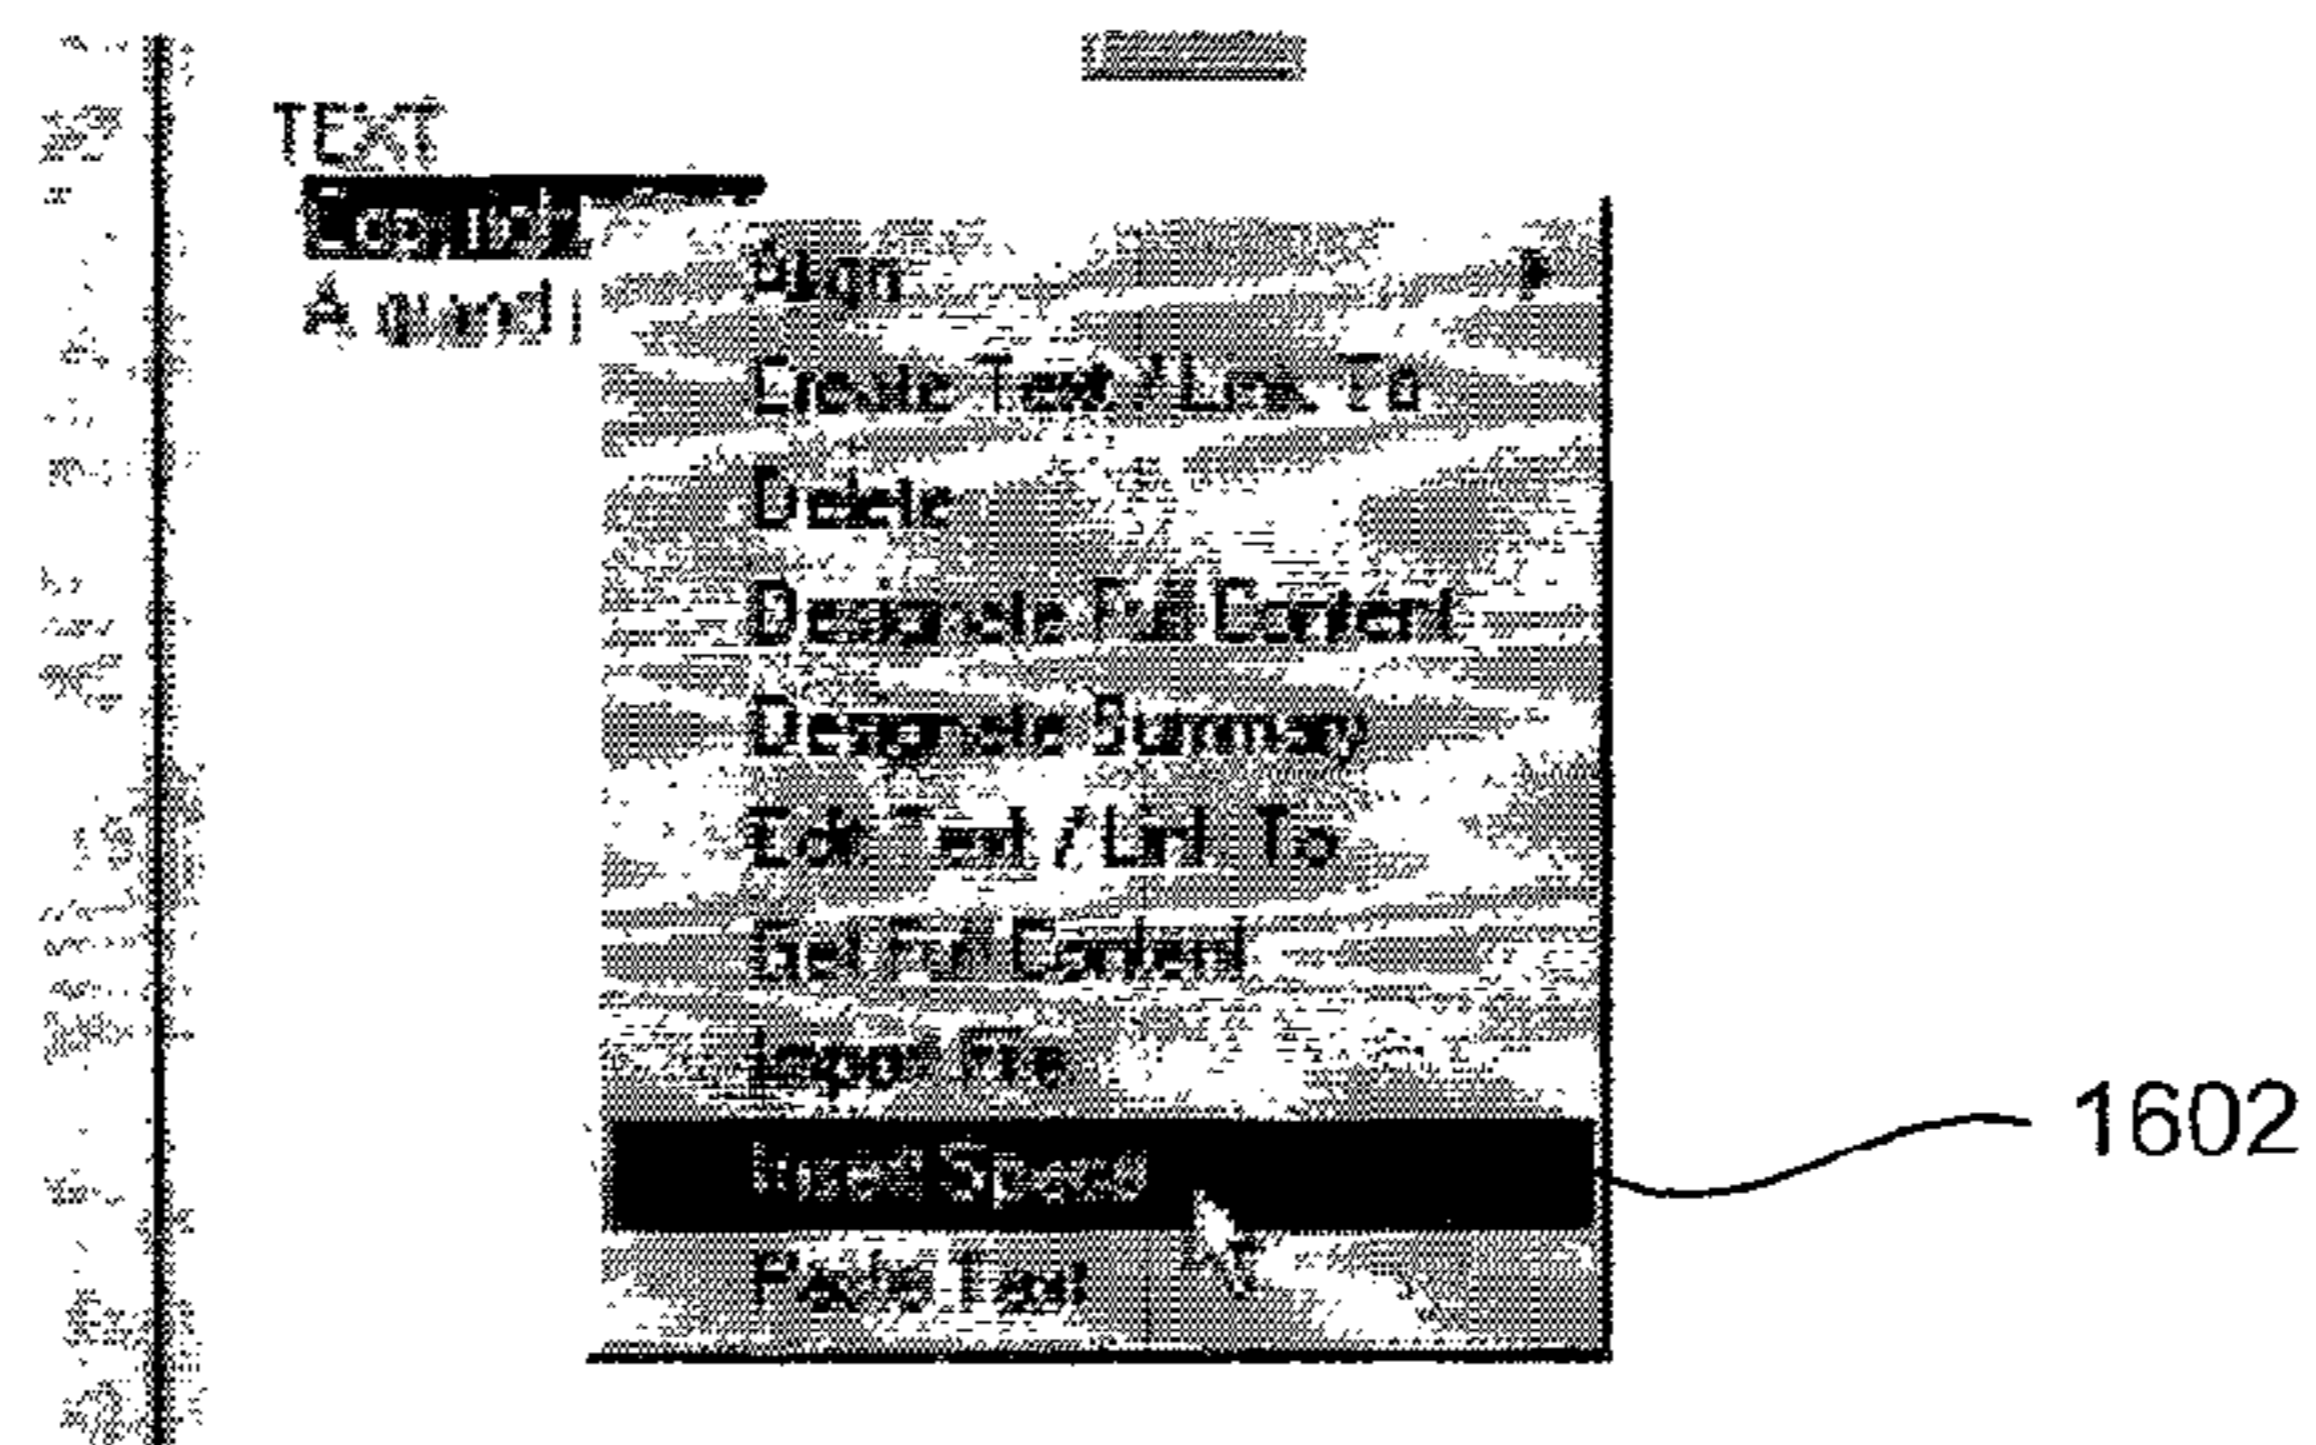 TEXT
Align
Create Text / Link To
Delete
Designate Full Content
Designate Summary
Edit Text / Link To
Get Full Content
Import File
Insert Space
Paste Text
1602